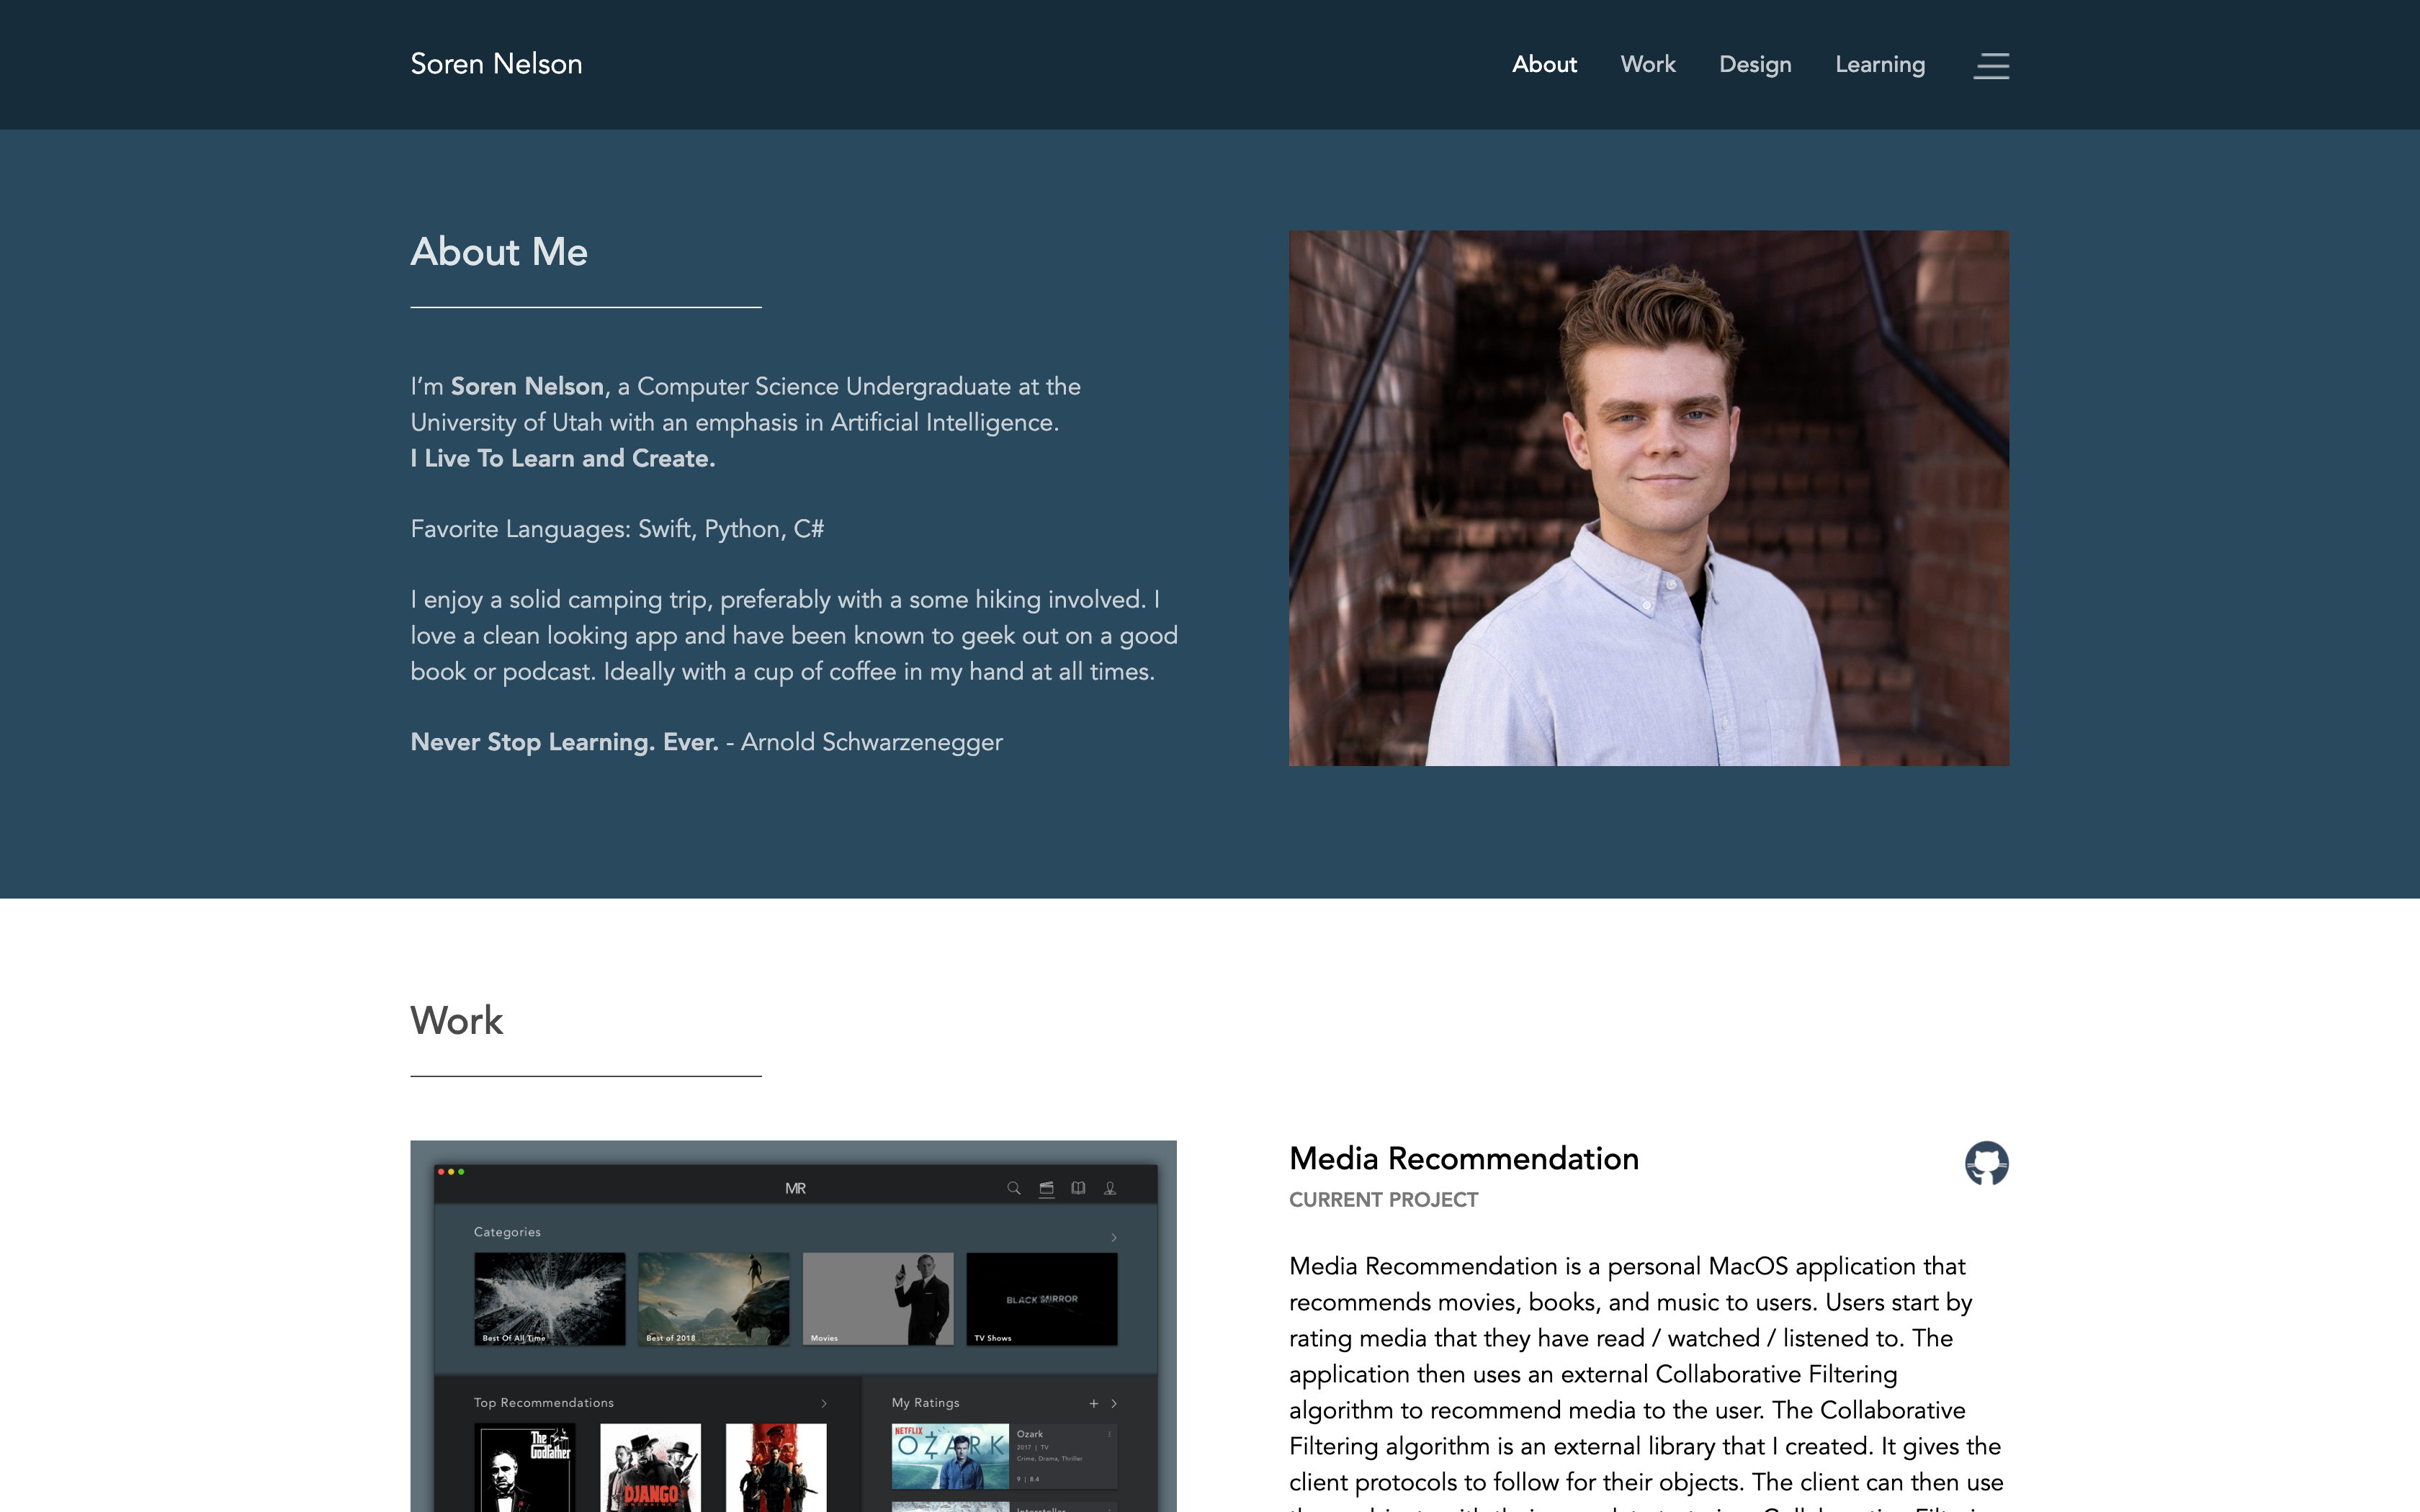 Soren Nelson
About Work Design Learning
About Me
I’m Soren Nelson, a Computer Science Undergraduate at the
University of Utah with an emphasis in Artificial Intelligence.
I Live To Learn and Create.
Favorite Languages: Swift, Python, C#
I enjoy a solid camping trip, preferably with a some hiking involved. I
love a clean looking app and have been known to geek out on a good
book or podcast. Ideally with a cup of coffee in my hand at all times.
Never Stop Learning. Ever. - Arnold Schwarzenegger
Work
MR
Categories
Best Of All Time
Best of 2018
Movies
BLACK MIRROR
TV Shows
Top Recommendations
The Godfather
DJANGO
My Ratings
NETFLIX
OZARK
Ozark
2017 | TV
Crime, Drama, Thriller
9 | 8.4
Media Recommendation
CURRENT PROJECT
Media Recommendation is a personal MacOS application that
recommends movies, books, and music to users. Users start by
rating media that they have read / watched / listened to. The
application then uses an external Collaborative Filtering
algorithm to recommend media to the user. The Collaborative
Filtering algorithm is an external library that I created. It gives the
client protocols to follow for their objects. The client can then use